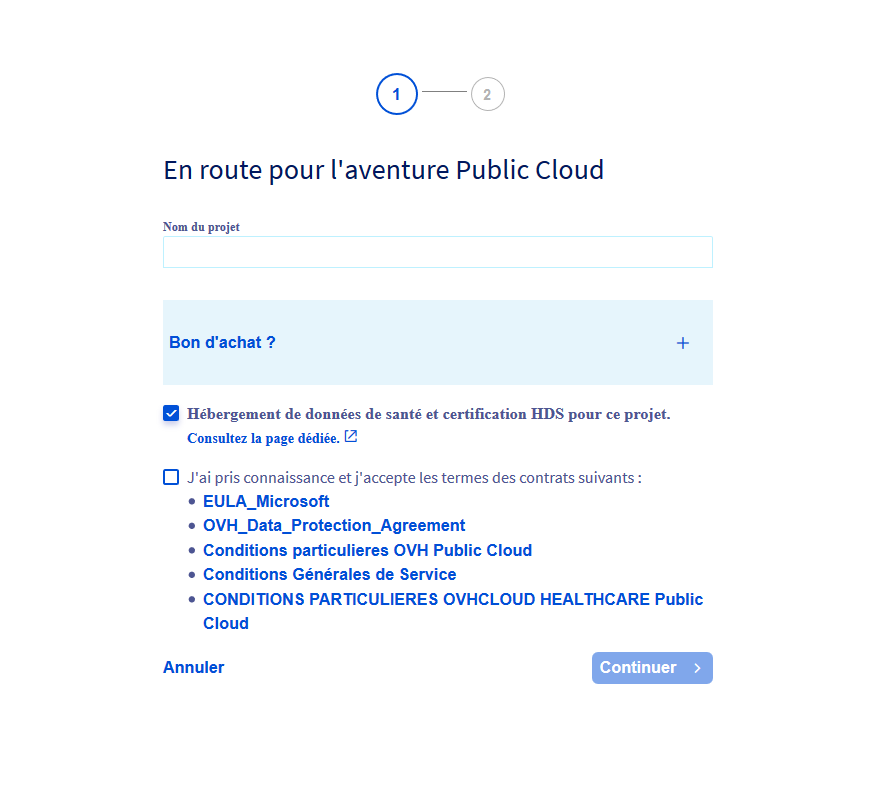 1
2
En route pour l'aventure Public Cloud
Nom du projet
Bon d'achat ?
Hébergement de données de santé et certification HDS pour ce projet.
Consultez la page dédiée.
J'ai pris connaissance et j'accepte les termes des contrats suivants :
• EULA_Microsoft
• OVH_Data_Protection_Agreement
• Conditions particulieres OVH Public Cloud
• Conditions Générales de Service
• CONDITIONS PARTICULIERES OVHCLOUD HEALTHCARE Public
Cloud
Annuler
Continuer